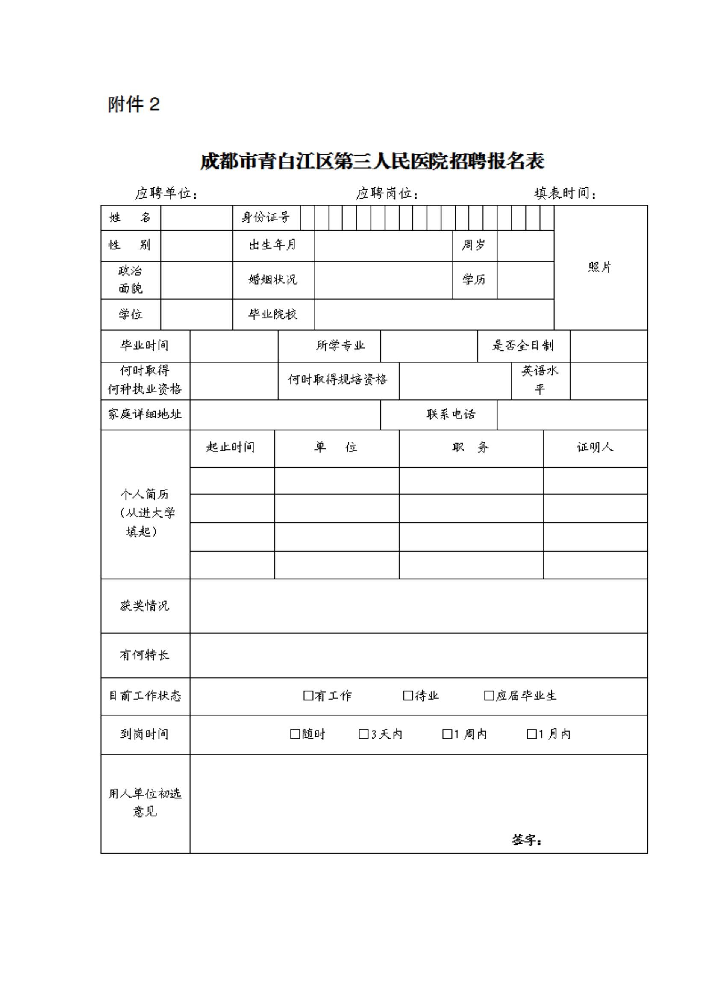 附件 2
成都市青白江区第三人民医院招聘报名表
应聘单位： 应聘岗位： 填表时间：
姓 名 身份证号
性 别 出生年月 周岁
照片
政治
面貌 婚姻状况 学历
学位 毕业院校
毕业时间 所学专业 是否全日制
何时取得
何种执业资格 何时取得规培资格 英语水
平
家庭详细地址 联系电话
起止时间 单 位 职 务 证明人
个人简历
（从进大学
填起）
获奖情况
有何特长
目前工作状态 □有工作 □待业 □应届毕业生
到岗时间 □随时 □3 天内 □1 周内 □1 月内
用人单位初选
意见
签字：